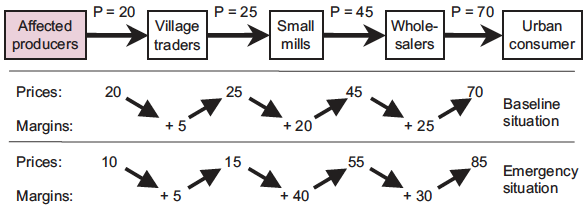 P = 20 P = 25 P = 45 P = 70
Affected producers Village traders Small mills Whole-salers Urban consumer
Prices: 20 25 45 70
Baseline situation
Margins: + 5 + 20 + 25
Prices: 10 15 55 85
Emergency situation
Margins: + 5 + 40 + 30